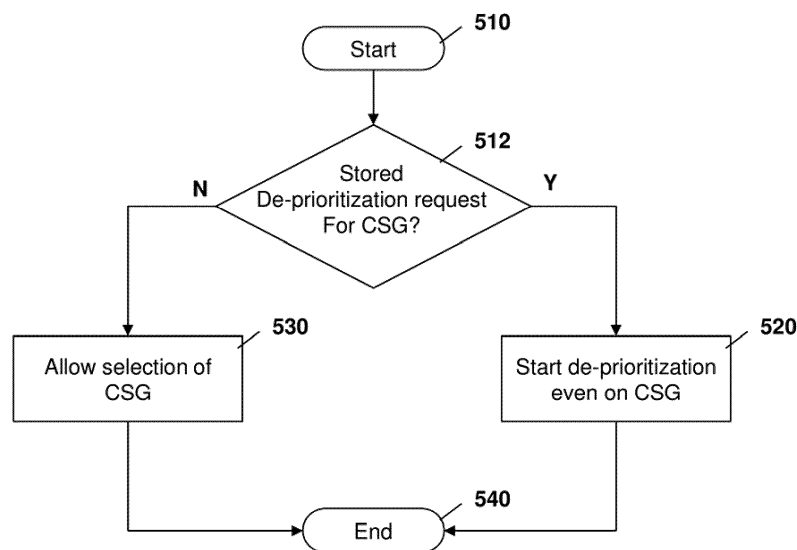 510
Start
512
Stored
De-prioritization request
For CSG?
N
Y
530
Allow selection of
CSG
520
Start de-prioritization
even on CSG
540
End